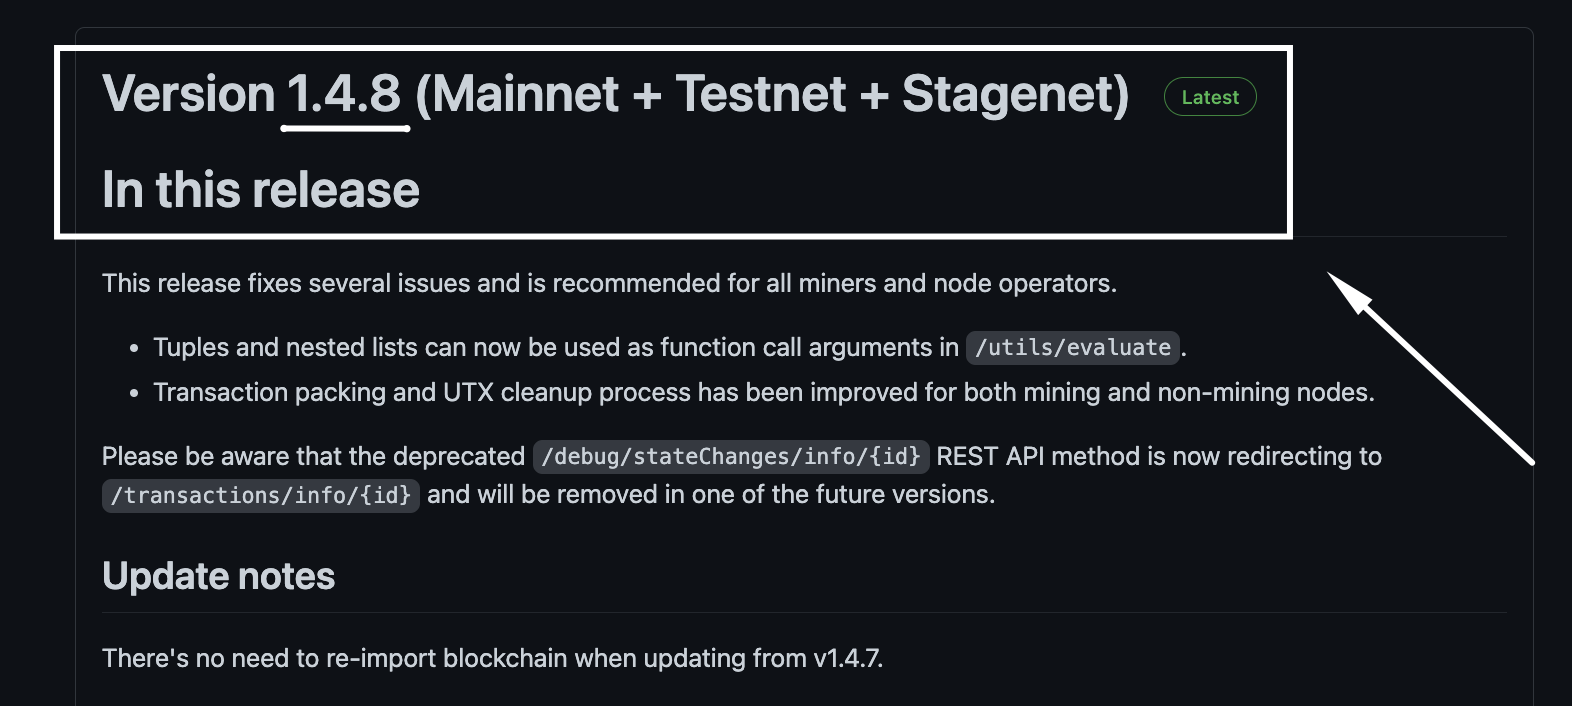 Version 1.4.8 (Mainnet + Testnet + Stagenet) Latest
In this release
This release fixes several issues and is recommended for all miners and node operators.
• Tuples and nested lists can now be used as function call arguments in /utils/evaluate.
• Transaction packing and UTX cleanup process has been improved for both mining and non-mining nodes.
Please be aware that the deprecated /debug/stateChanges/info/{id} REST API method is now redirecting to
/transactions/info/{id} and will be removed in one of the future versions.
Update notes
There's no need to re-import blockchain when updating from v1.4.7.